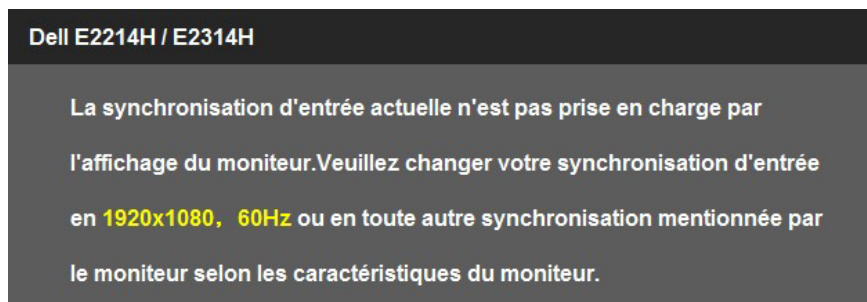 Dell E2214H / E2314H
La synchronisation d'entrée actuelle n'est pas prise en charge par
l'affichage du moniteur.Veuillez changer votre synchronisation d'entrée
en 1920x1080，60Hz ou en toute autre synchronisation mentionnée par
le moniteur selon les caractéristiques du moniteur.